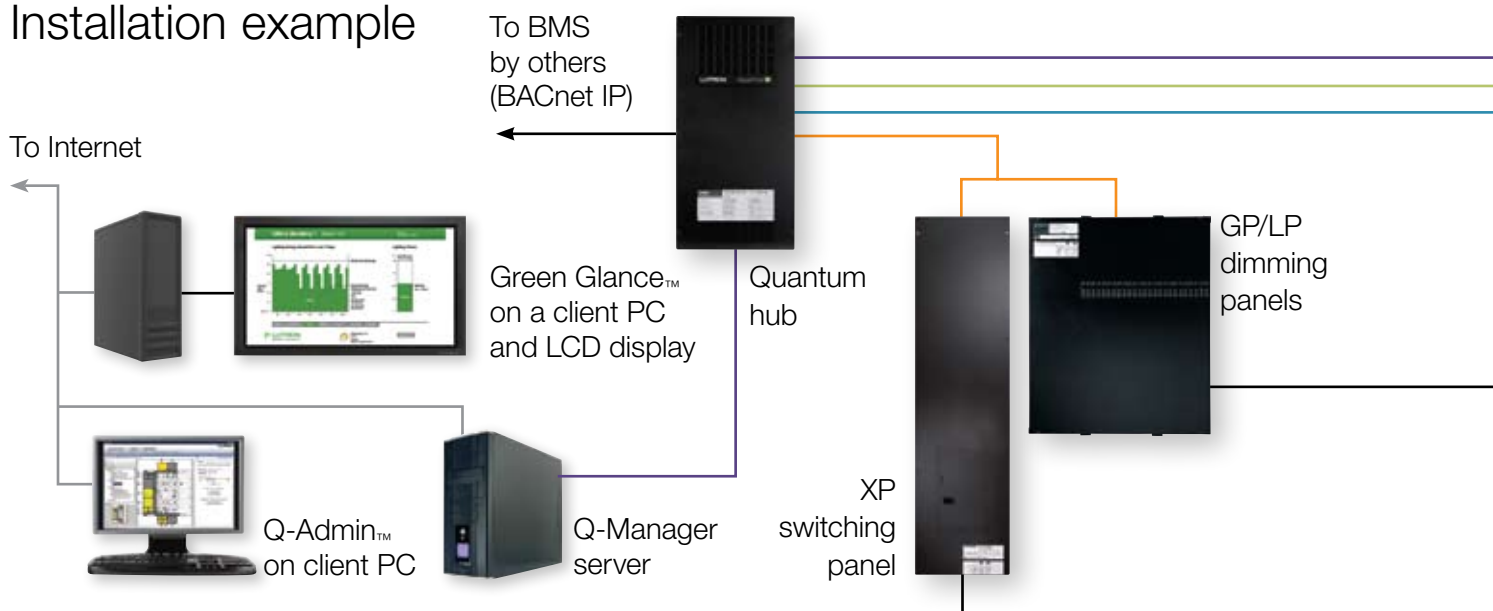 Installation example
To BMS
by others
(BACnet IP)
To Internet
Green Glance™
on a client PC
and LCD display
Quantum
hub
GP/LP
dimming
panels
Q-Admin™
on client PC
Q-Manager
server
XP
switching
panel
LUTRON